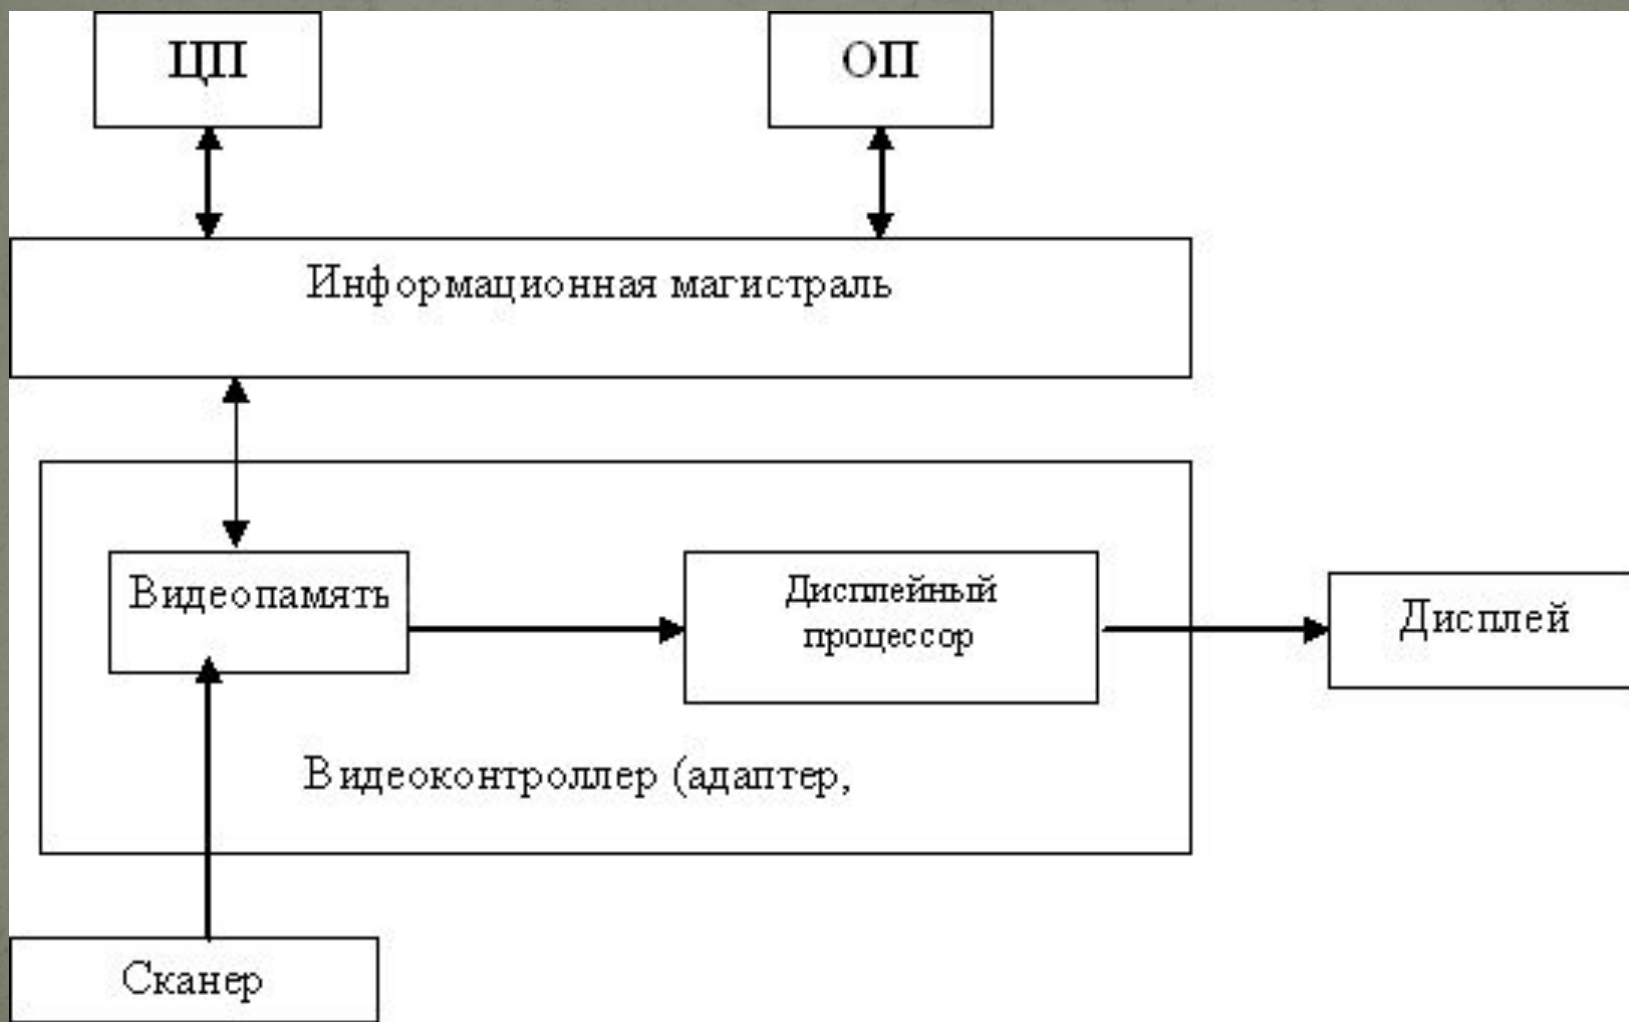 ЦП
ОП
Информационная магистраль
Видеопамять
Дисплейный
процессор
Дисплей
Видеоконтроллер (адаптер,
Сканер